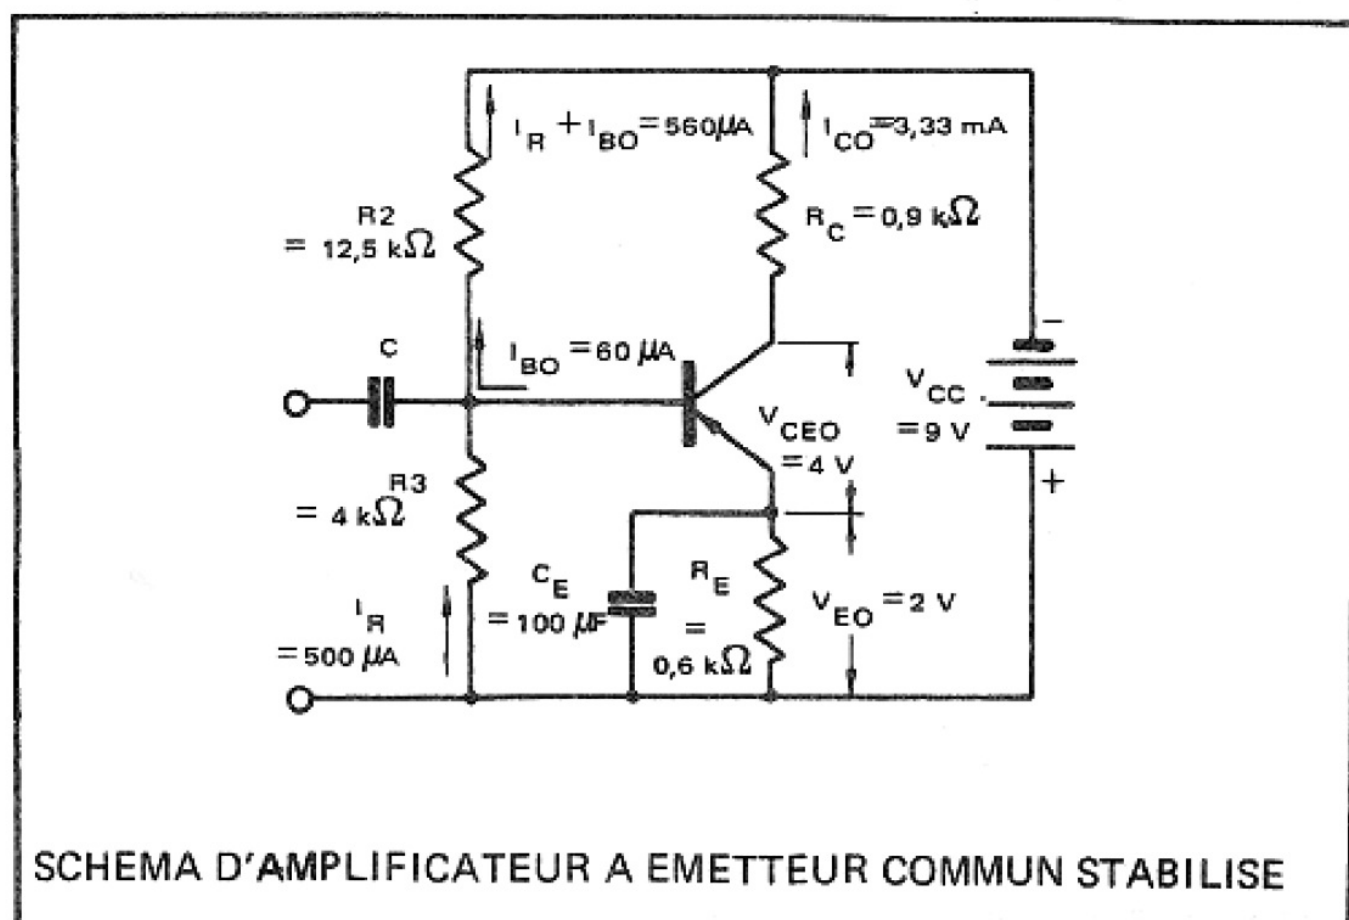 I_R + I_BO = 560 µA
I_CO = 3,33 mA
R2
= 12,5 kΩ
R_C = 0,9 kΩ
C
I_BO = 60 µA
−
V_CC
= 9 V
V_CEO
= 4 V
+
R3
= 4 kΩ
C_E
= 100 µF
R_E
=
0,6 kΩ
V_EO = 2 V
I_R
= 500 µA
SCHEMA D'AMPLIFICATEUR A EMETTEUR COMMUN STABILISE